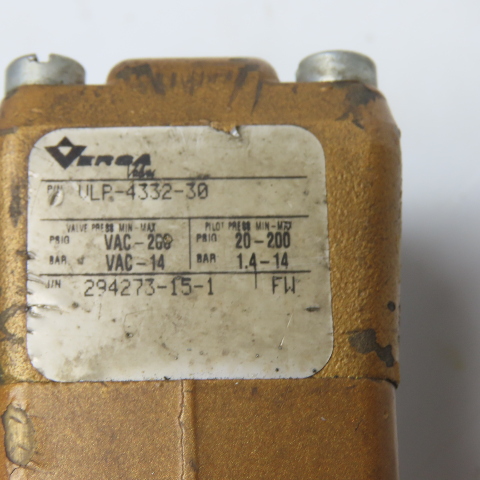 VERSA
P/N VLP-4332-30
VALVE PRESS MIN-MAX PILOT PRESS MIN-MAX
PSIG VAC-200 PSIG 20-200
BAR VAC-14 BAR 1.4-14
J/N 294273-15-1 FW